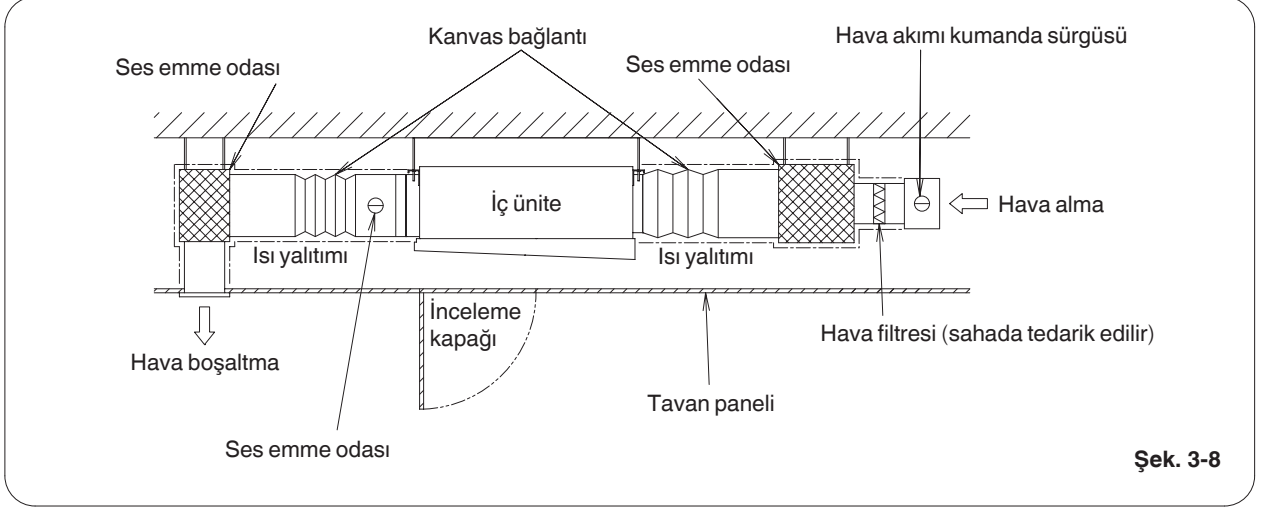 Kanvas bağlantı
Hava akımı kumanda sürgüsü
Ses emme odası
Ses emme odası
İç ünite
Hava alma
Isı yalıtımı
Isı yalıtımı
İnceleme
kapağı
Hava filtresi (sahada tedarik edilir)
Hava boşaltma
Tavan paneli
Ses emme odası
Şek. 3-8